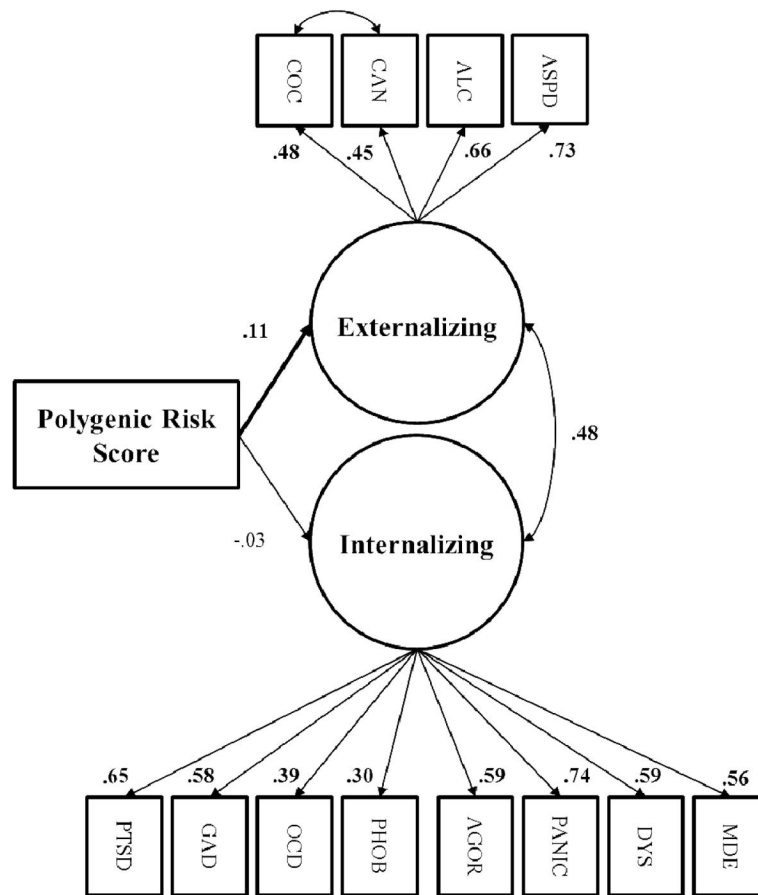 COC
CAN
ALC
ASPD
.48
.45
.66
.73
Externalizing
.11
Polygenic Risk
Score
.48
-.03
Internalizing
.65
.58
.39
.30
.59
.74
.59
.56
PTSD
GAD
OCD
PHOB
AGOR
PANIC
DYS
MDE